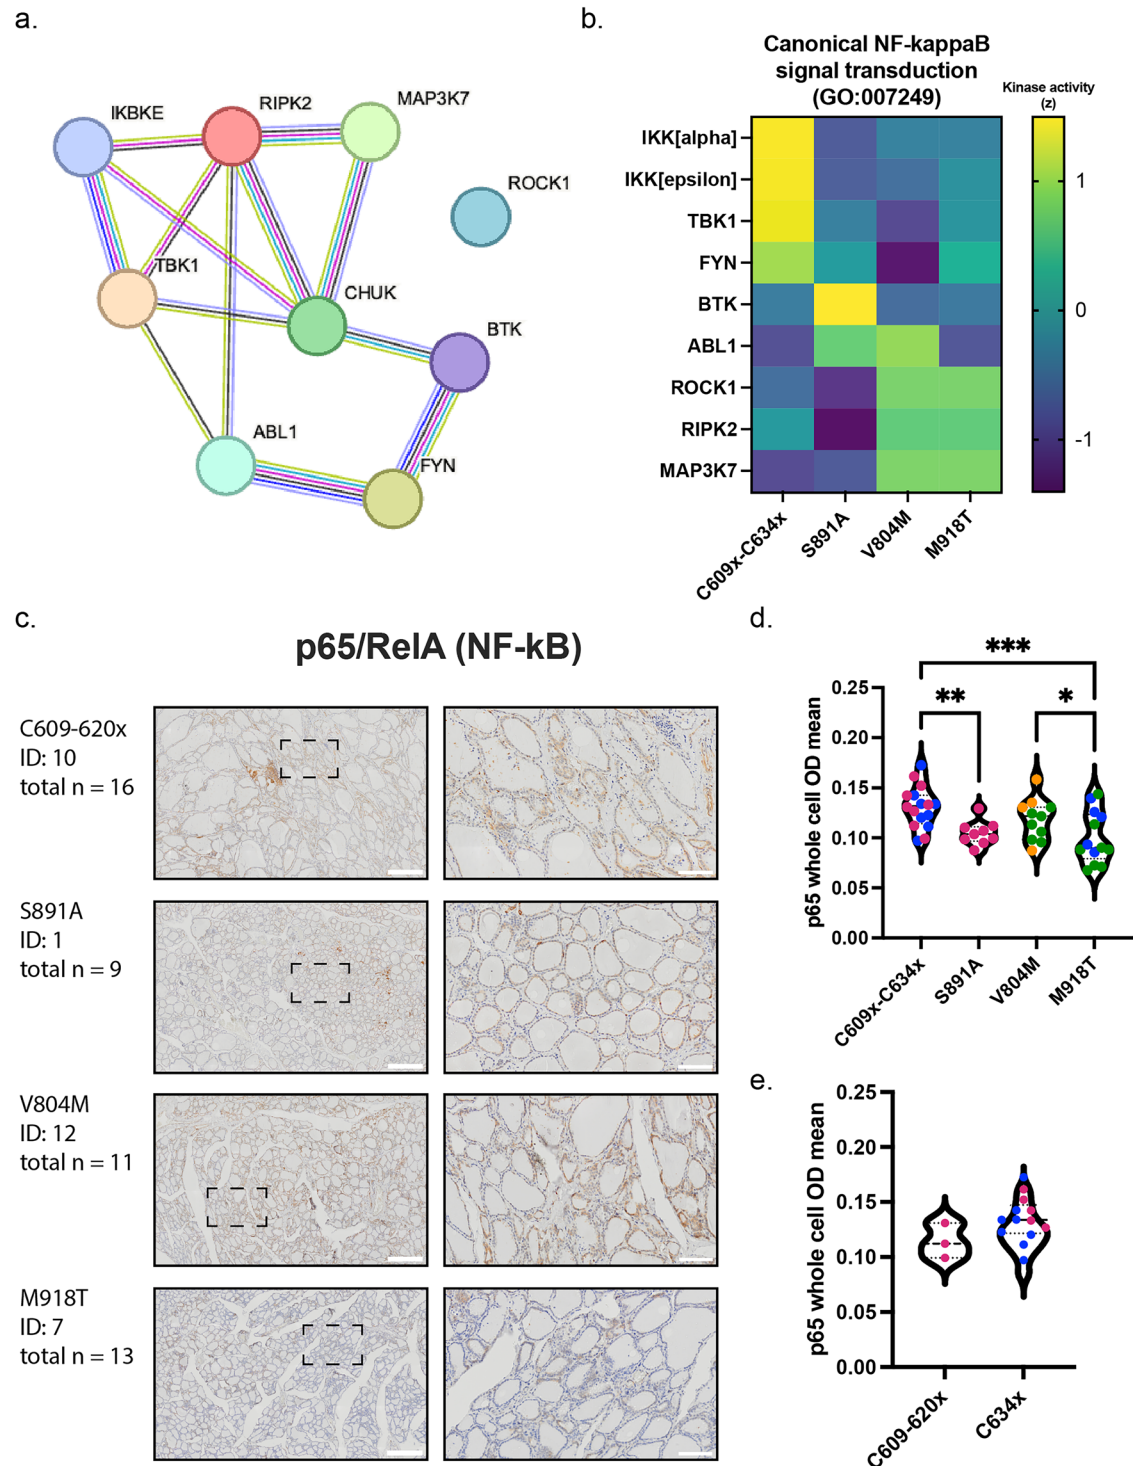 a.
IKBKE
RIPK2
MAP3K7
ROCK1
TBK1
CHUK
BTK
ABL1
FYN
b.
Canonical NF-kappaB
signal transduction
(GO:007249)
Kinase activity
(z)
IKK[alpha]
IKK[epsilon]
TBK1
FYN
BTK
ABL1
ROCK1
RIPK2
MAP3K7
1
0
-1
C609x-C634x
S891A
V804M
M918T
c.
p65/RelA (NF-kB)
C609-620x
ID: 10
total n = 16
S891A
ID: 1
total n = 9
V804M
ID: 12
total n = 11
M918T
ID: 7
total n = 13
d.
***
**
*
p65 whole cell OD mean
0.25
0.20
0.15
0.10
0.05
0.00
C609x-C634x
S891A
V804M
M918T
e.
p65 whole cell OD mean
0.25
0.20
0.15
0.10
0.05
0.00
C609-620x
C634x